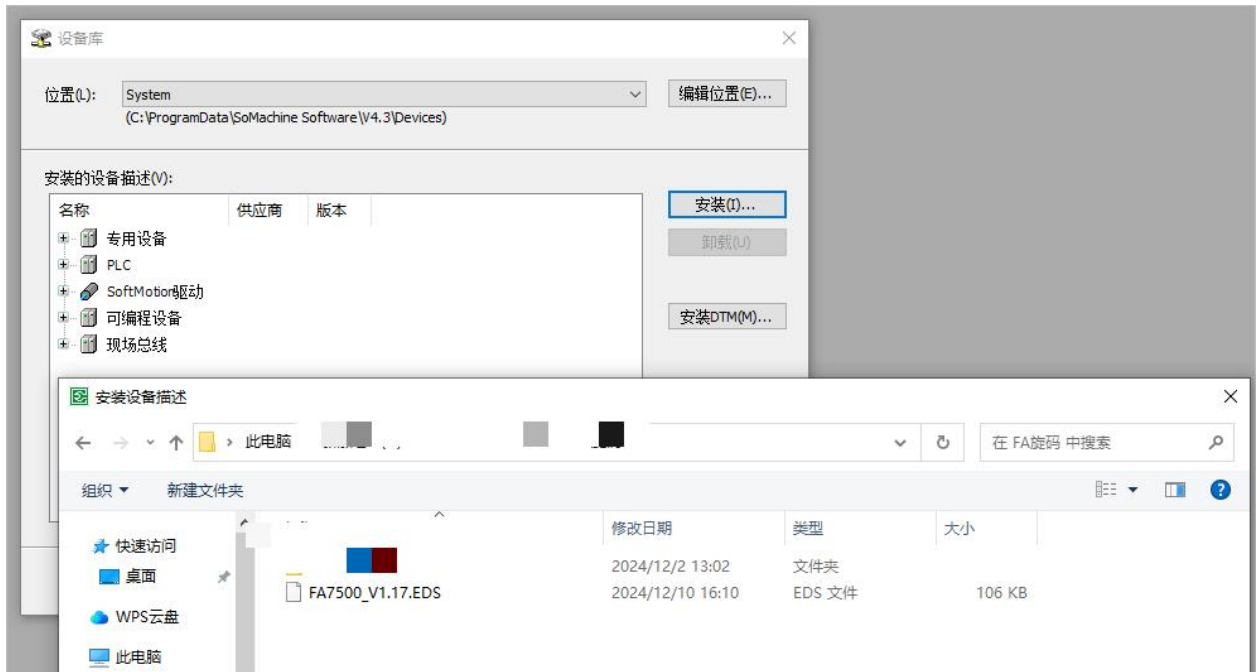 设备库
位置(L): System 编辑位置(E)...
(C:\ProgramData\SoMachine Software\V4.3\Devices)
安装的设备描述(V):
名称 供应商 版本
安装(I)...
专用设备
卸载(U)
PLC
SoftMotion驱动
可编程设备
安装DTM(M)...
现场总线
安装设备描述
此电脑 在 FA旋码 中搜索
组织 新建文件夹
修改日期 类型 大小
快速访问
2024/12/2 13:02 文件夹
桌面
FA7500_V1.17.EDS 2024/12/10 16:10 EDS 文件 106 KB
WPS云盘
此电脑